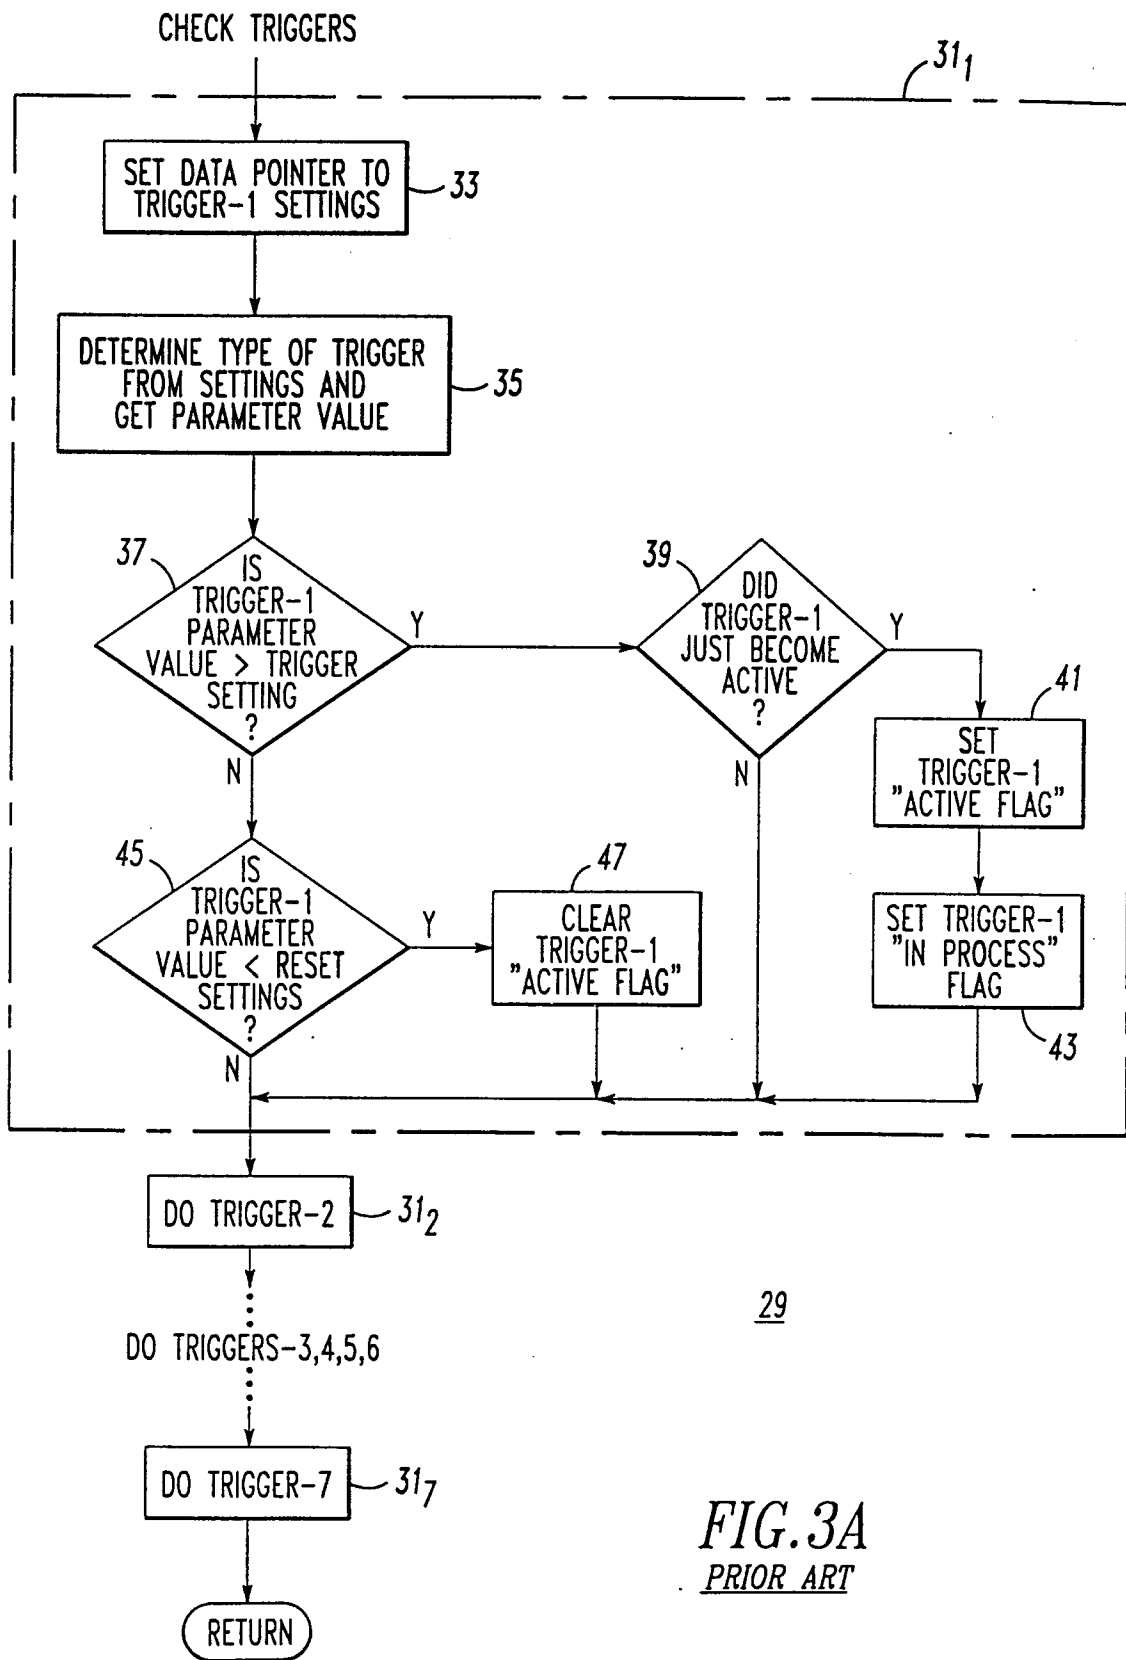 CHECK TRIGGERS
31₁
SET DATA POINTER TO
TRIGGER-1 SETTINGS
33
DETERMINE TYPE OF TRIGGER
FROM SETTINGS AND
GET PARAMETER VALUE
35
37
IS
TRIGGER-1
PARAMETER
VALUE > TRIGGER
SETTING
?
Y
N
39
DID
TRIGGER-1
JUST BECOME
ACTIVE
?
Y
N
41
SET
TRIGGER-1
"ACTIVE FLAG"
SET TRIGGER-1
"IN PROCESS"
FLAG
43
45
IS
TRIGGER-1
PARAMETER
VALUE < RESET
SETTINGS
?
Y
N
47
CLEAR
TRIGGER-1
"ACTIVE FLAG"
DO TRIGGER-2
31₂
DO TRIGGERS-3,4,5,6
29
DO TRIGGER-7
31₇
RETURN
FIG.3A
PRIOR ART